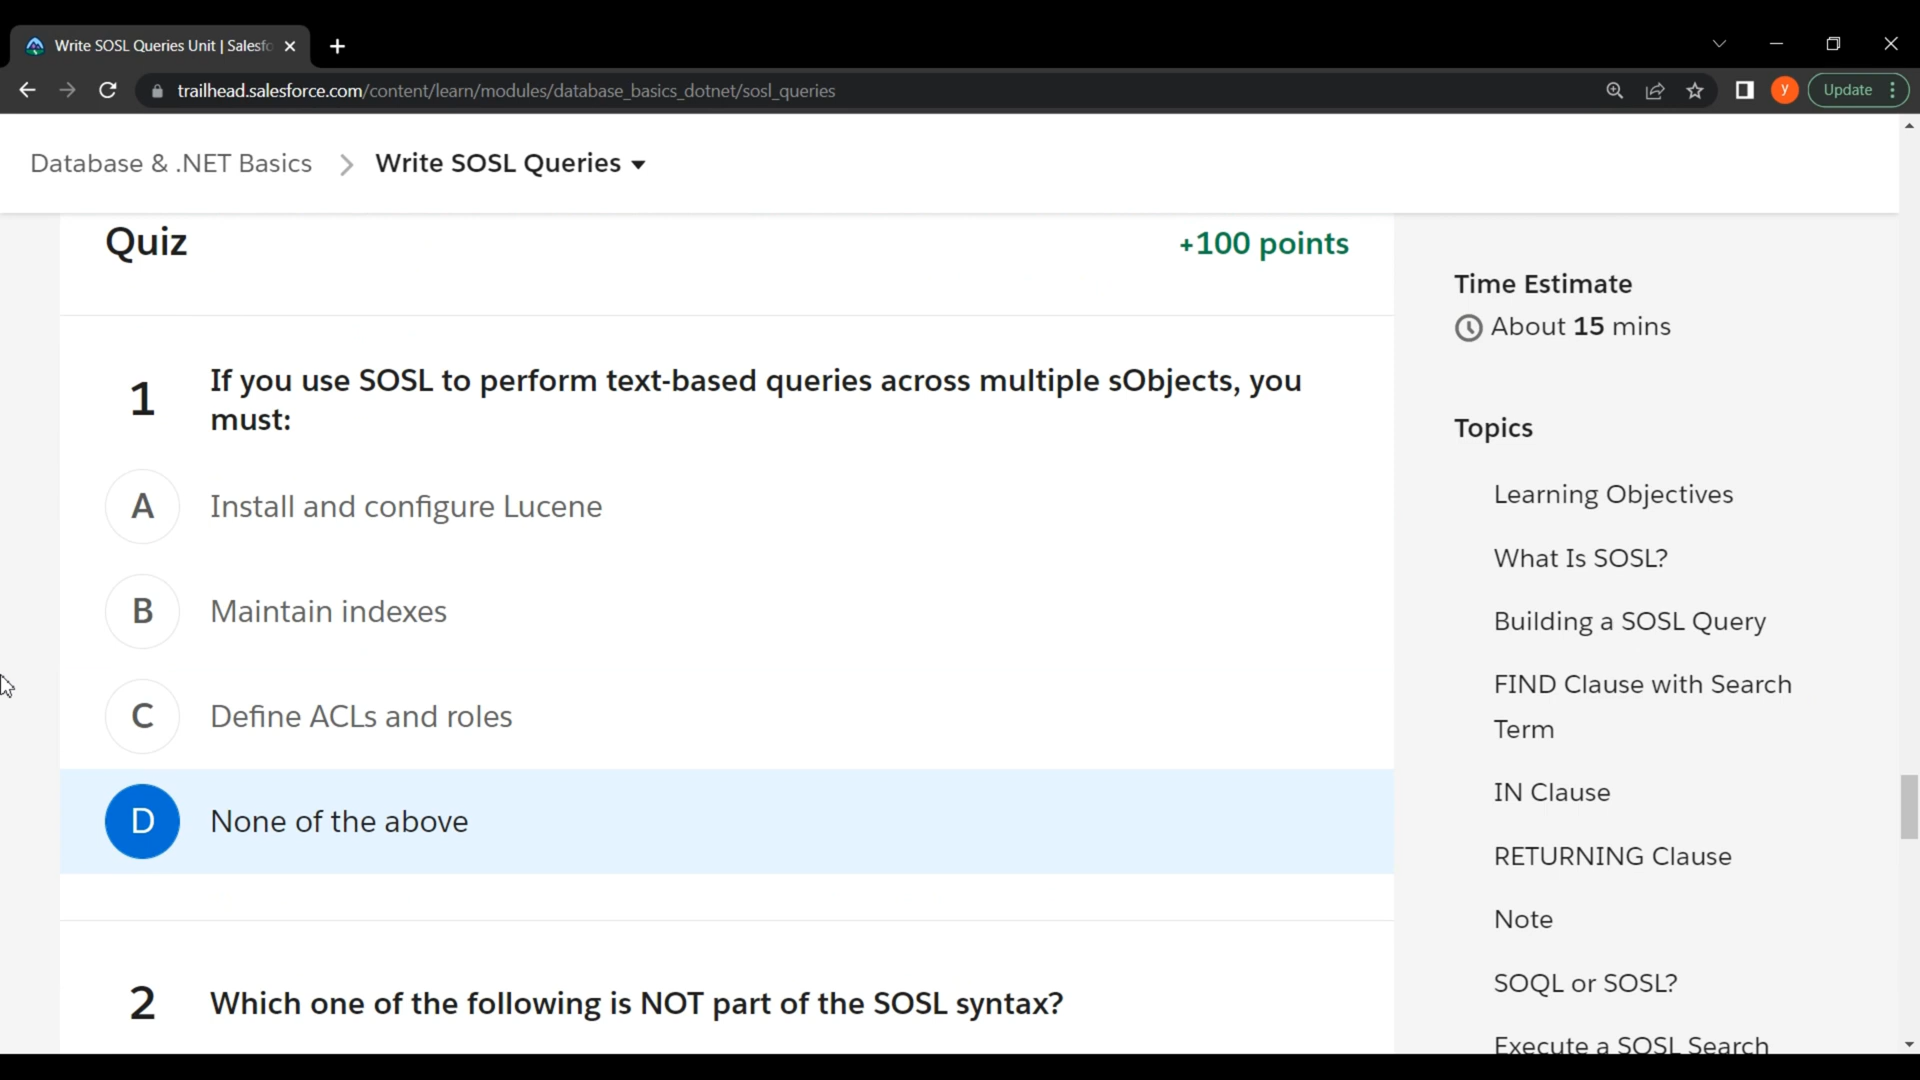 Write SOSL Queries Unit | Salesfo
trailhead.salesforce.com/content/learn/modules/database_basics_dotnet/sosl_queries
y
Update
Database & .NET Basics
Write SOSL Queries
Quiz
+100 points
1
If you use SOSL to perform text-based queries across multiple sObjects, you
must:
A
Install and configure Lucene
B
Maintain indexes
C
Define ACLs and roles
D
None of the above
2
Which one of the following is NOT part of the SOSL syntax?
Time Estimate
About 15 mins
Topics
Learning Objectives
What Is SOSL?
Building a SOSL Query
FIND Clause with Search
Term
IN Clause
RETURNING Clause
Note
SOQL or SOSL?
Execute a SOSL Search